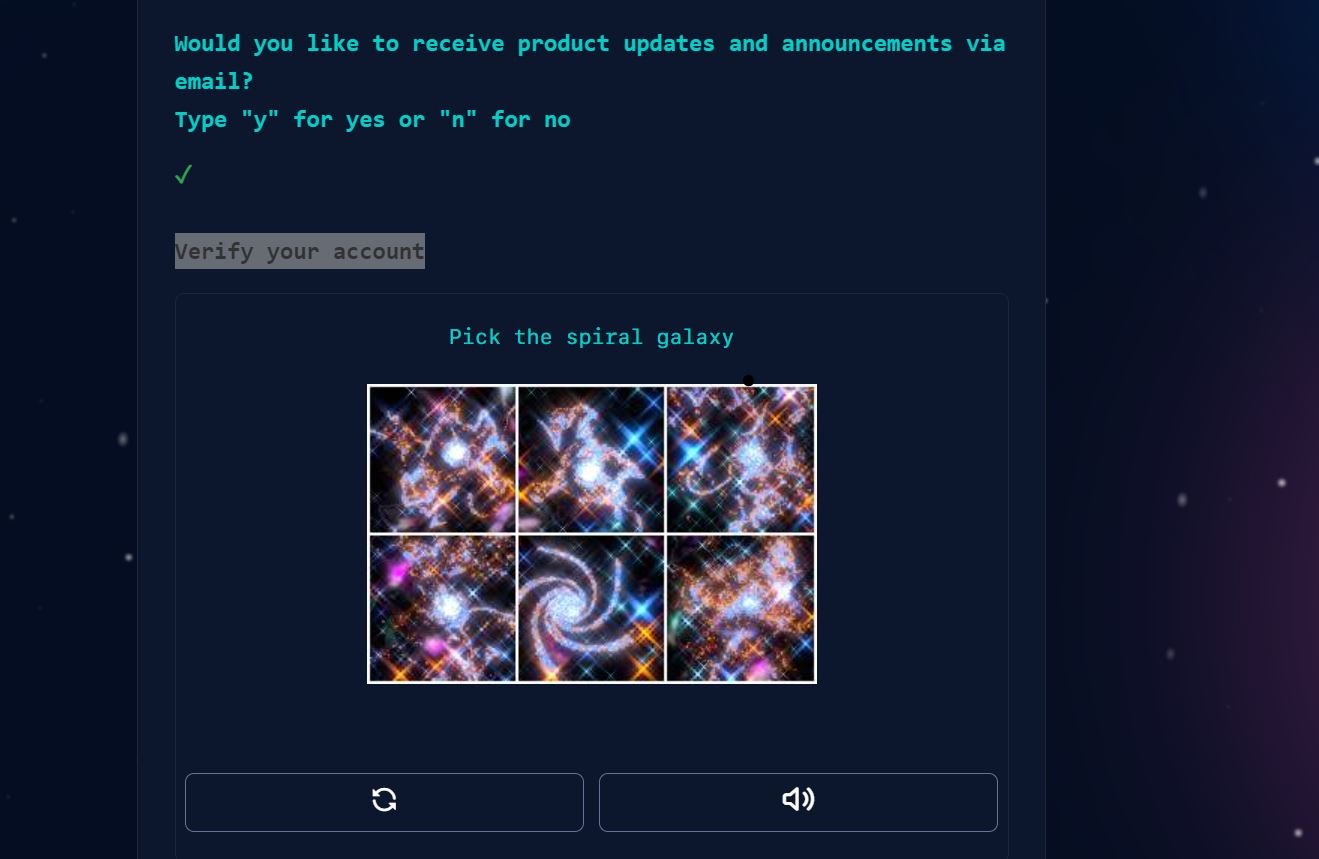 Would you like to receive product updates and announcements via
email?
Type "y" for yes or "n" for no
Verify your account
Pick the spiral galaxy